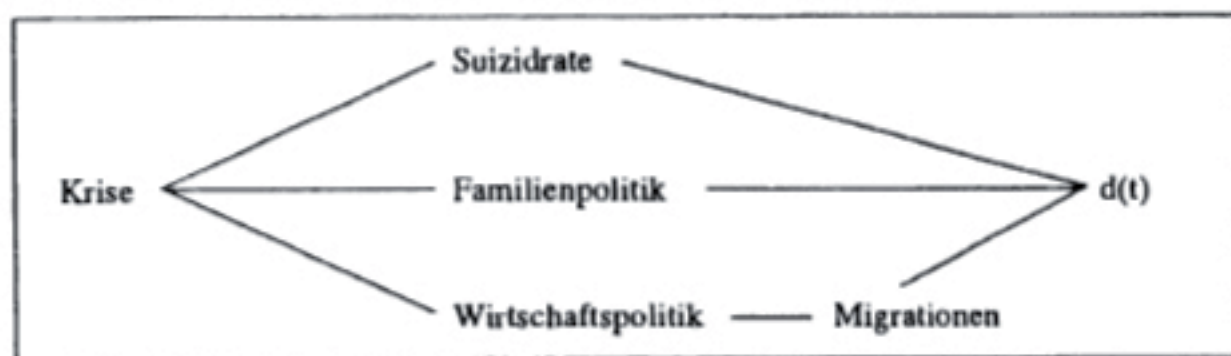 Suizidrate
Krise Familienpolitik d(t)
Wirtschaftspolitik Migrationen